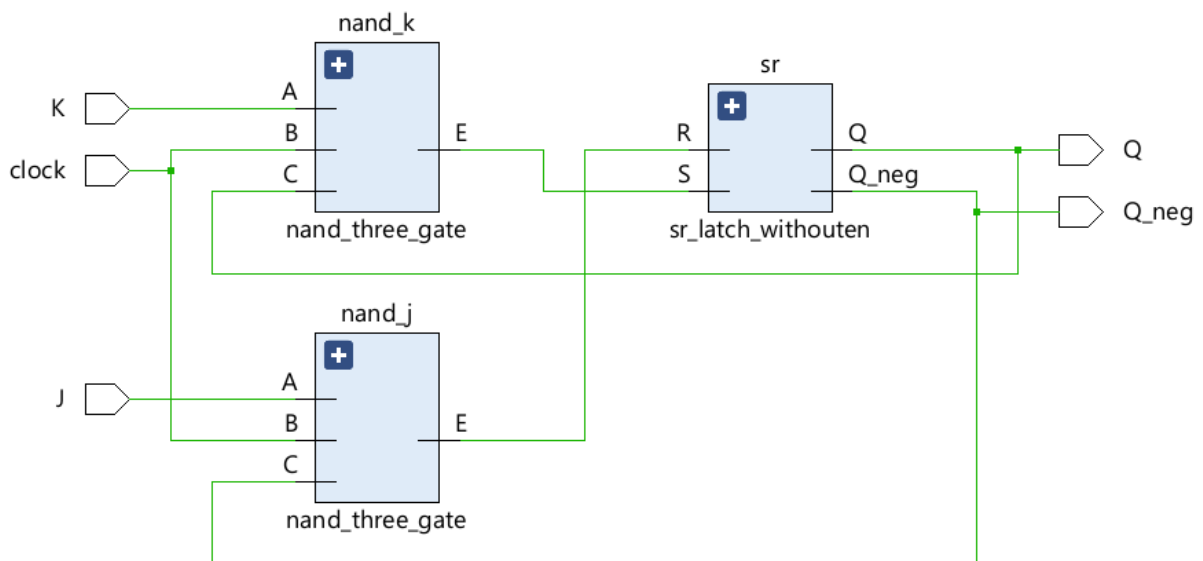 nand_k
sr
K
A
B
E
R
Q
Q
clock
C
S
Q_neg
Q_neg
nand_three_gate
sr_latch_withouten
nand_j
J
A
B
E
C
nand_three_gate